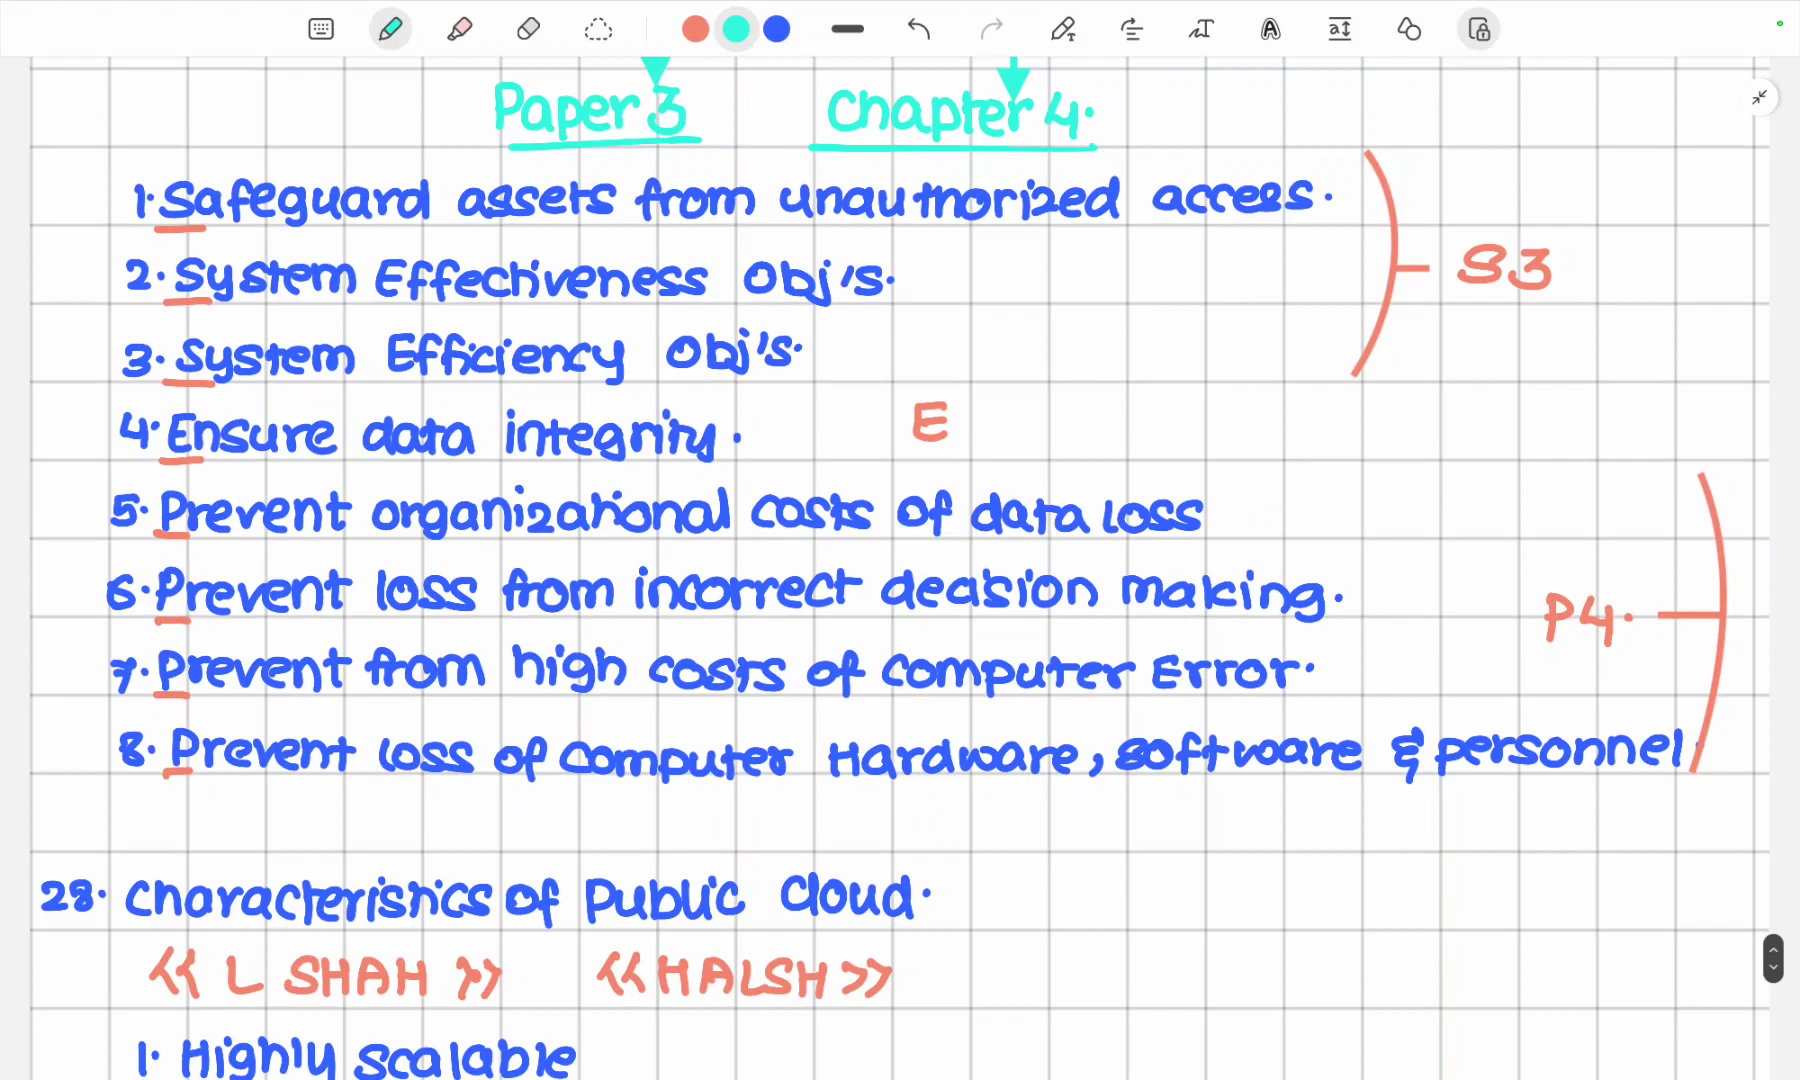 Paper 3 Chapter 4.
1. Safeguard assets from unauthorized access.
2. System Effectiveness Obj's.
S3
3. System Efficiency Obj's.
4. Ensure data integrity. E
5. Prevent organizational costs of data loss
6. Prevent loss from incorrect decision making.
P4.
7. Prevent from high costs of computer Error.
8. Prevent loss of computer Hardware, software & personnel.
28. Characteristics of Public Cloud.
<< L SHAH >> << HALSH >>
1. Highly scalable